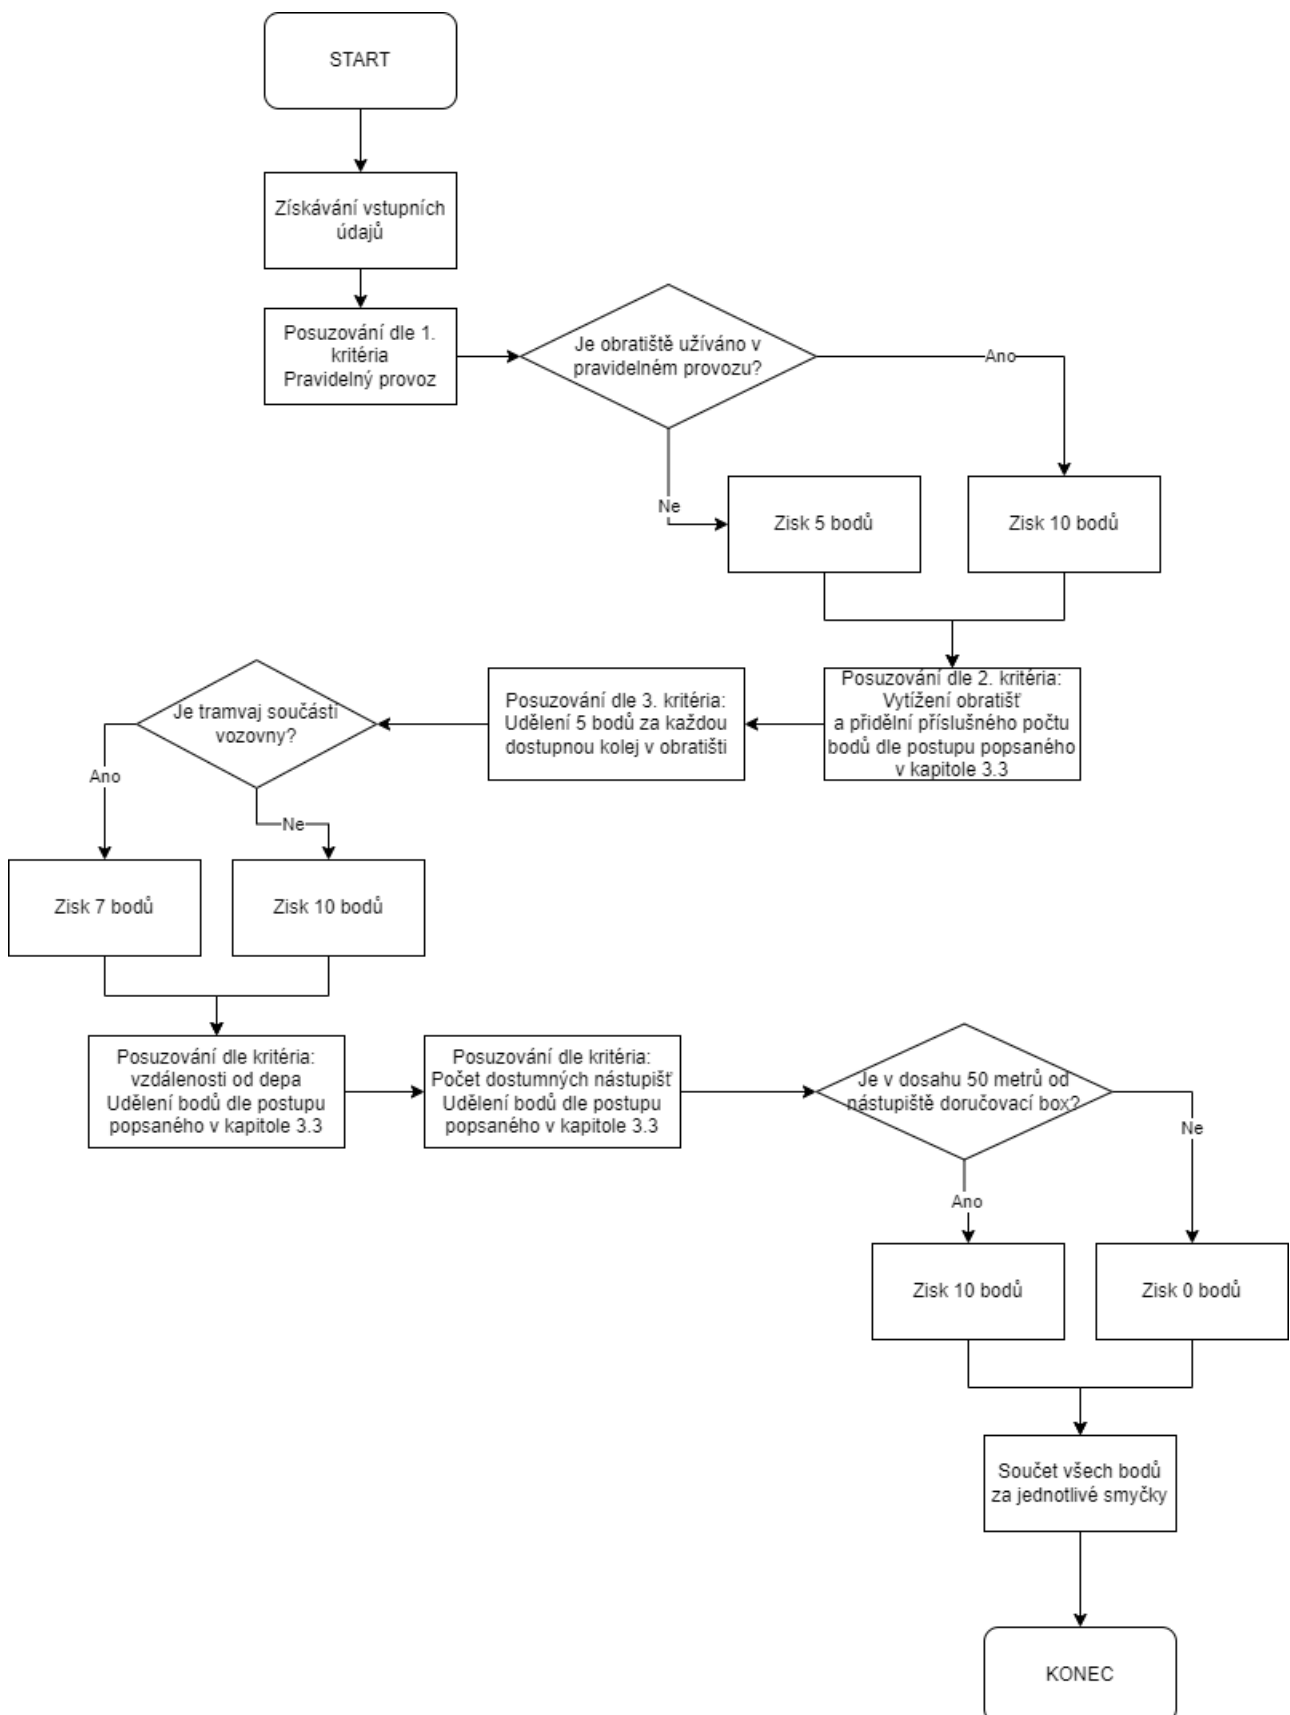 START
Získávání vstupních
údajů
Posuzování dle 1.
kritéria
Pravidelný provoz
Je obratiště užíváno v
pravidelném provozu?
Ano
Ne
Zisk 5 bodů
Zisk 10 bodů
Posuzování dle 2. kritéria:
Vytížení obratišť
a přidělní příslušného počtu
bodů dle postupu popsaného
v kapitole 3.3
Posuzování dle 3. kritéria:
Udělení 5 bodů za každou
dostupnou kolej v obratišti
Je tramvaj součásti
vozovny?
Ano
Ne
Zisk 7 bodů
Zisk 10 bodů
Posuzování dle kritéria:
vzdálenosti od depa
Udělení bodů dle postupu
popsaného v kapitole 3.3
Posuzování dle kritéria:
Počet dostumných nástupišť
Udělení bodů dle postupu
popsaného v kapitole 3.3
Je v dosahu 50 metrů od
nástupiště doručovací box?
Ne
Ano
Zisk 10 bodů
Zisk 0 bodů
Součet všech bodů
za jednotlivé smyčky
KONEC